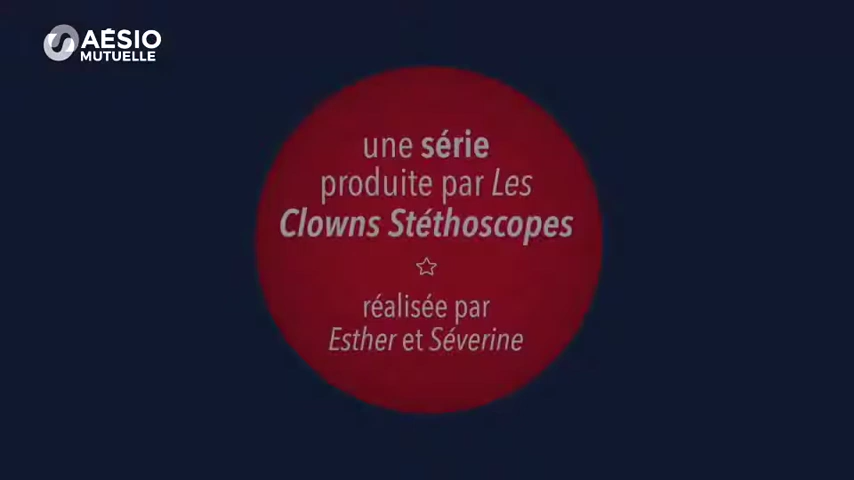 AÉSIO
MUTUELLE
une série
produite par Les
Clowns Stéthoscopes
réalisée par
Esther et Séverine